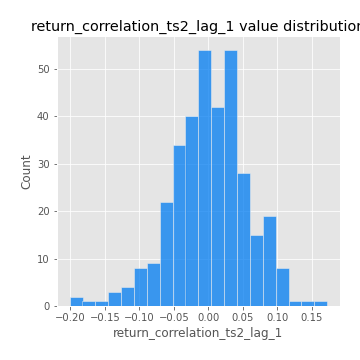 return_correlation_ts2_lag_1 value distribution
50
40
30
20
10
0
Count
−0.20 −0.15 −0.10 −0.05 0.00 0.05 0.10 0.15
return_correlation_ts2_lag_1